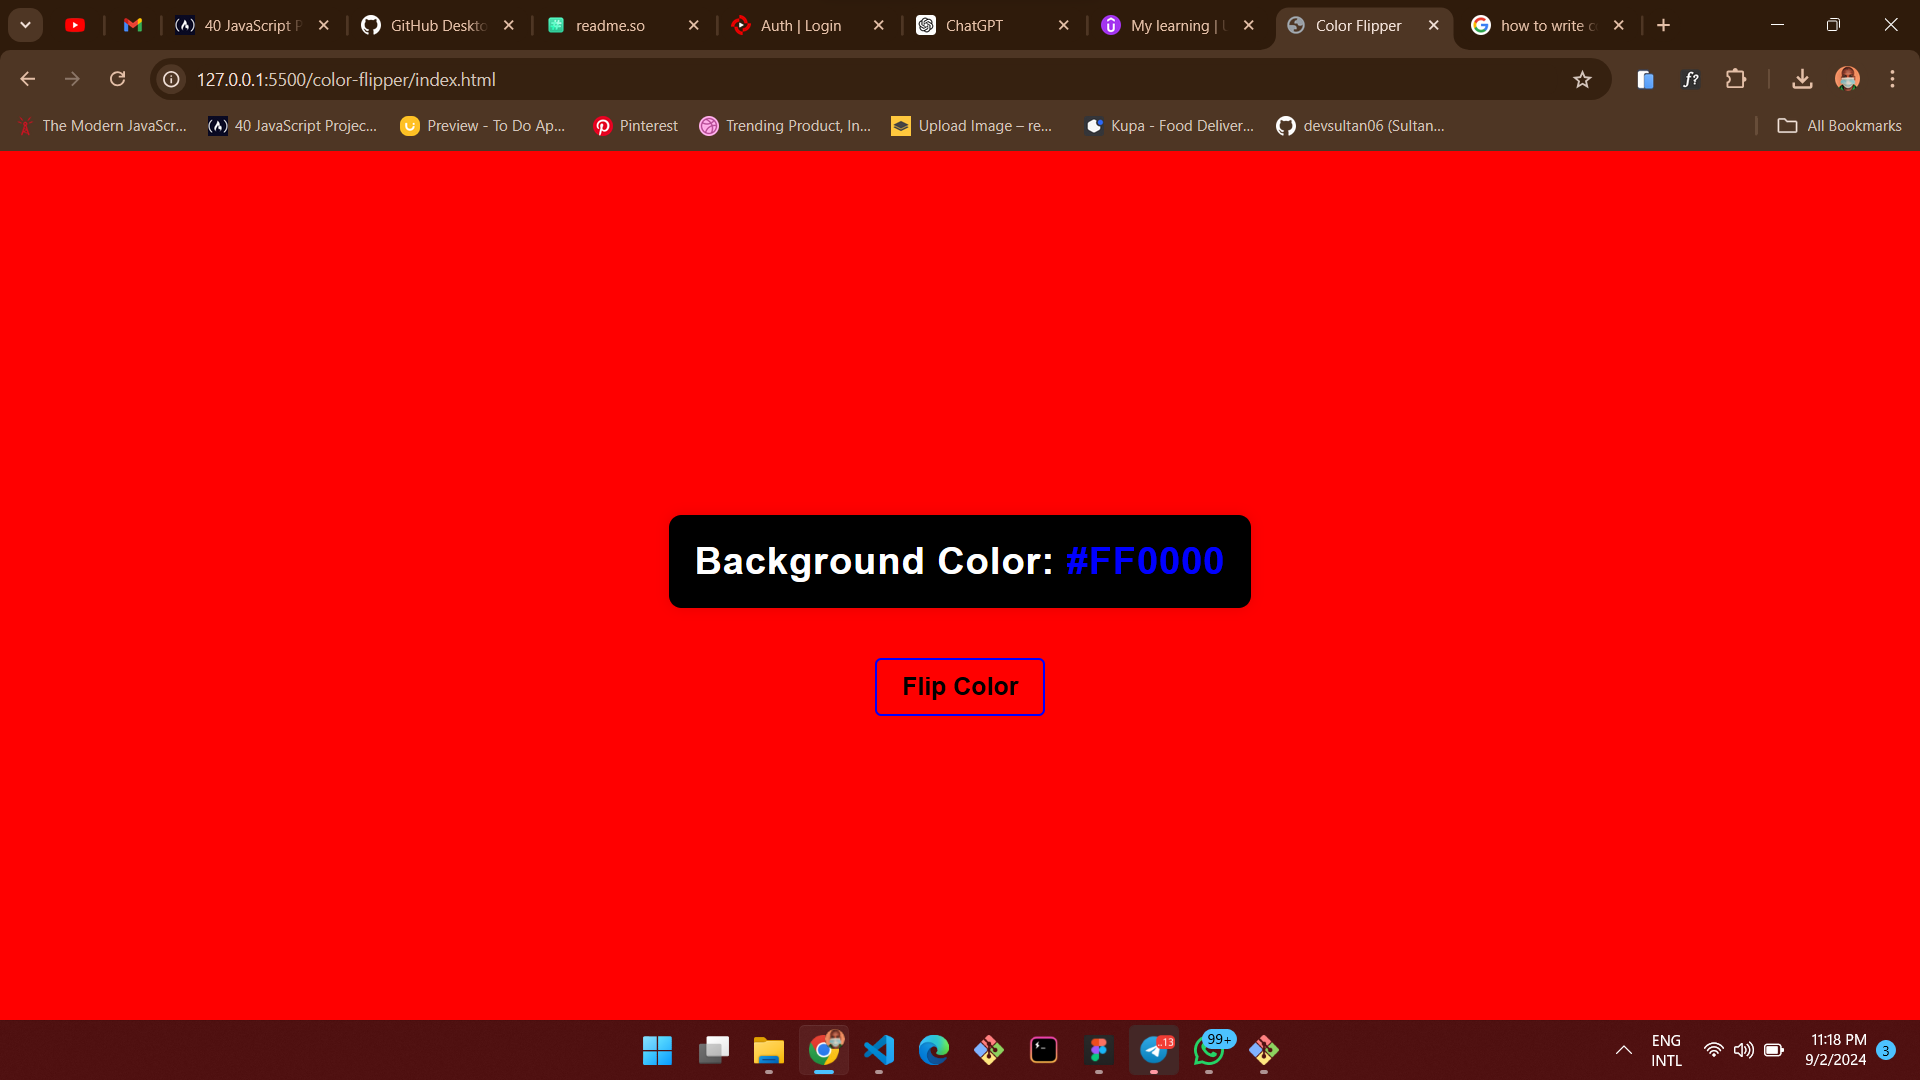 40 JavaScript P
GitHub Deskto
readme.so
Auth | Login
ChatGPT
My learning | U
Color Flipper
how to write c
127.0.0.1:5500/color-flipper/index.html
f?
The Modern JavaScr...
40 JavaScript Projec...
Preview - To Do Ap...
Pinterest
Trending Product, In...
Upload Image – re...
Kupa - Food Deliver...
devsultan06 (Sultan...
All Bookmarks
Background Color: #FF0000
Flip Color
..13
99+
ENG
INTL
11:18 PM
9/2/2024
3